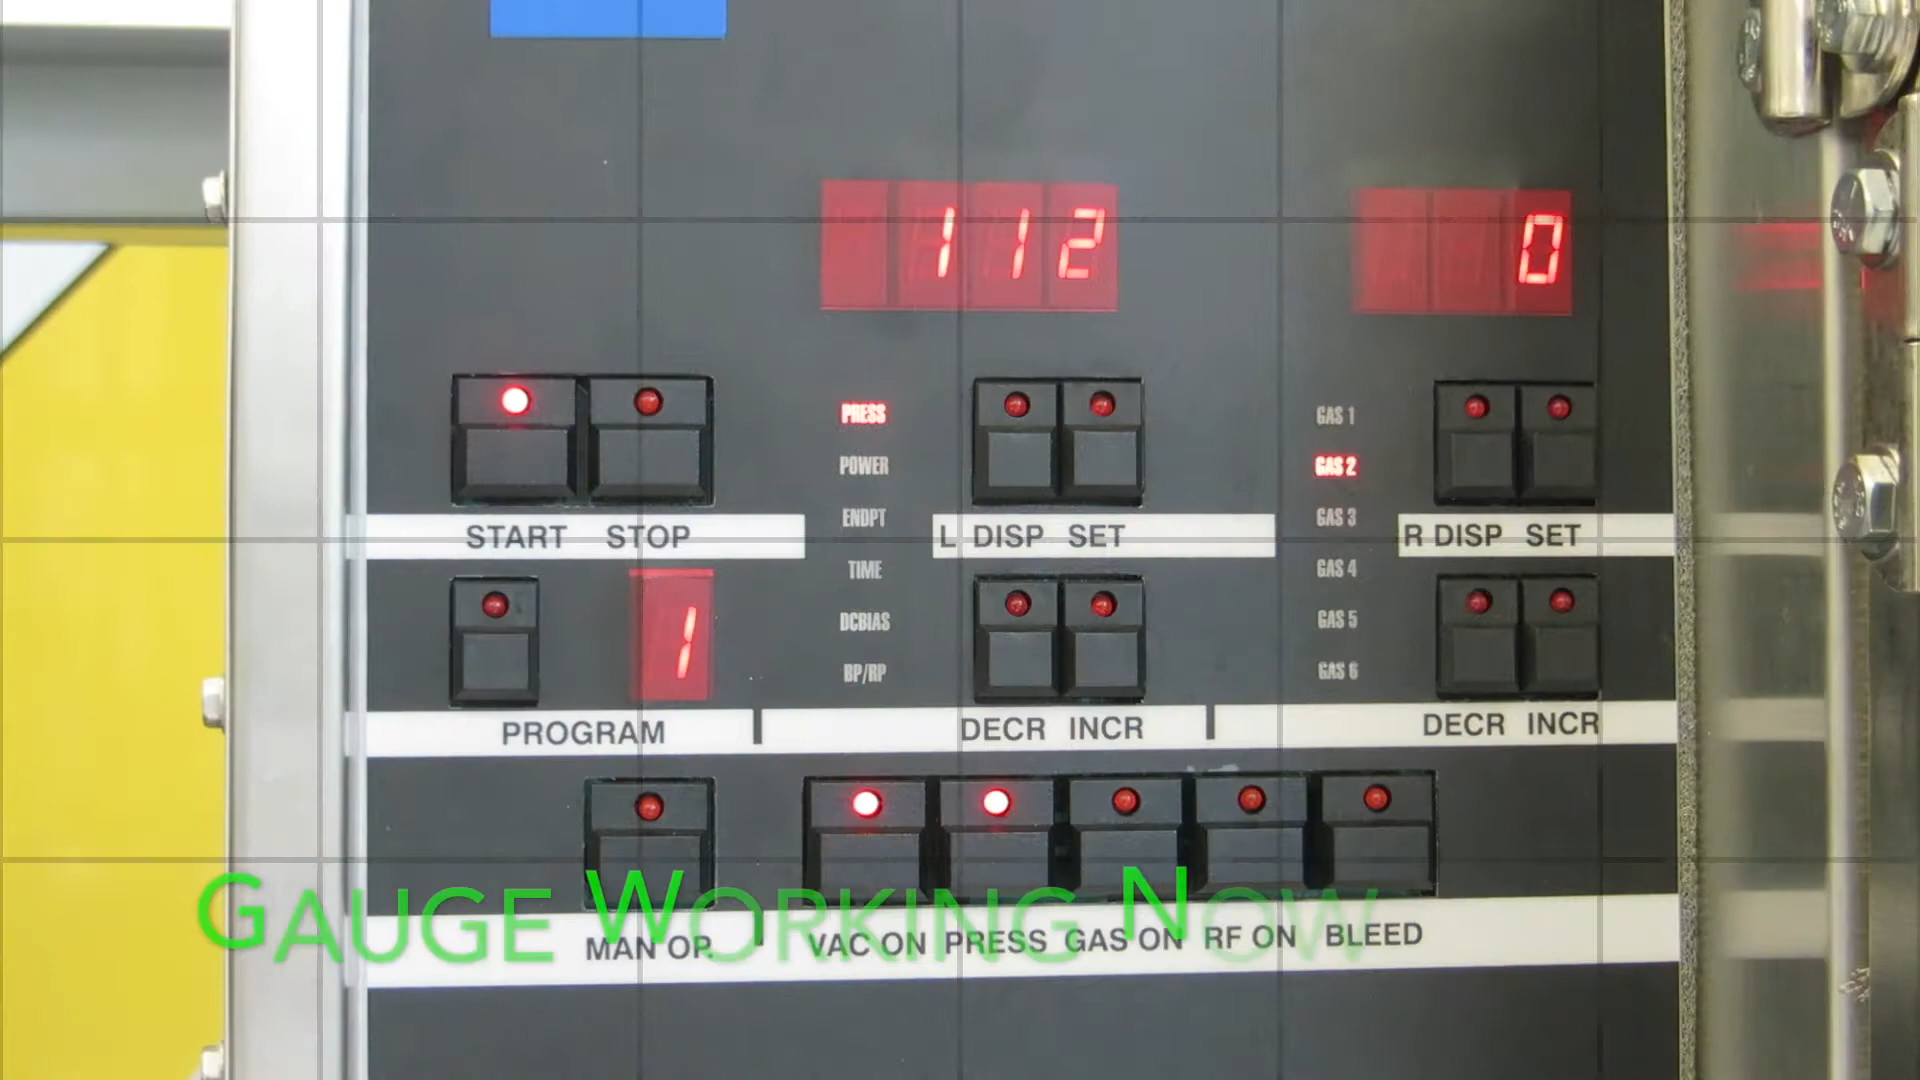 112 0
PRESS GAS 1
POWER GAS 2
ENDPT GAS 3
START STOP L DISP SET R DISP SET
TIME GAS 4
1 DCBIAS GAS 5
BP/RP GAS 6
PROGRAM DECR INCR DECR INCR
GAUGE WORKING NOW
MAN OP. VAC ON PRESS GAS ON RF ON BLEED